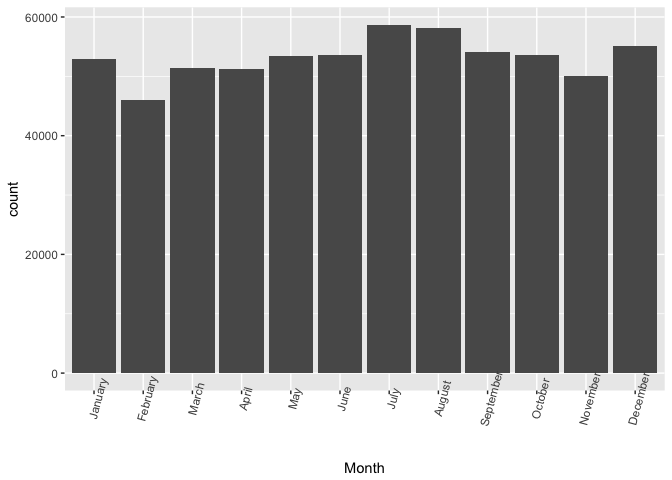 60000
40000
20000
0
count
January
February
March
April
May
June
July
August
September
October
November
December
Month